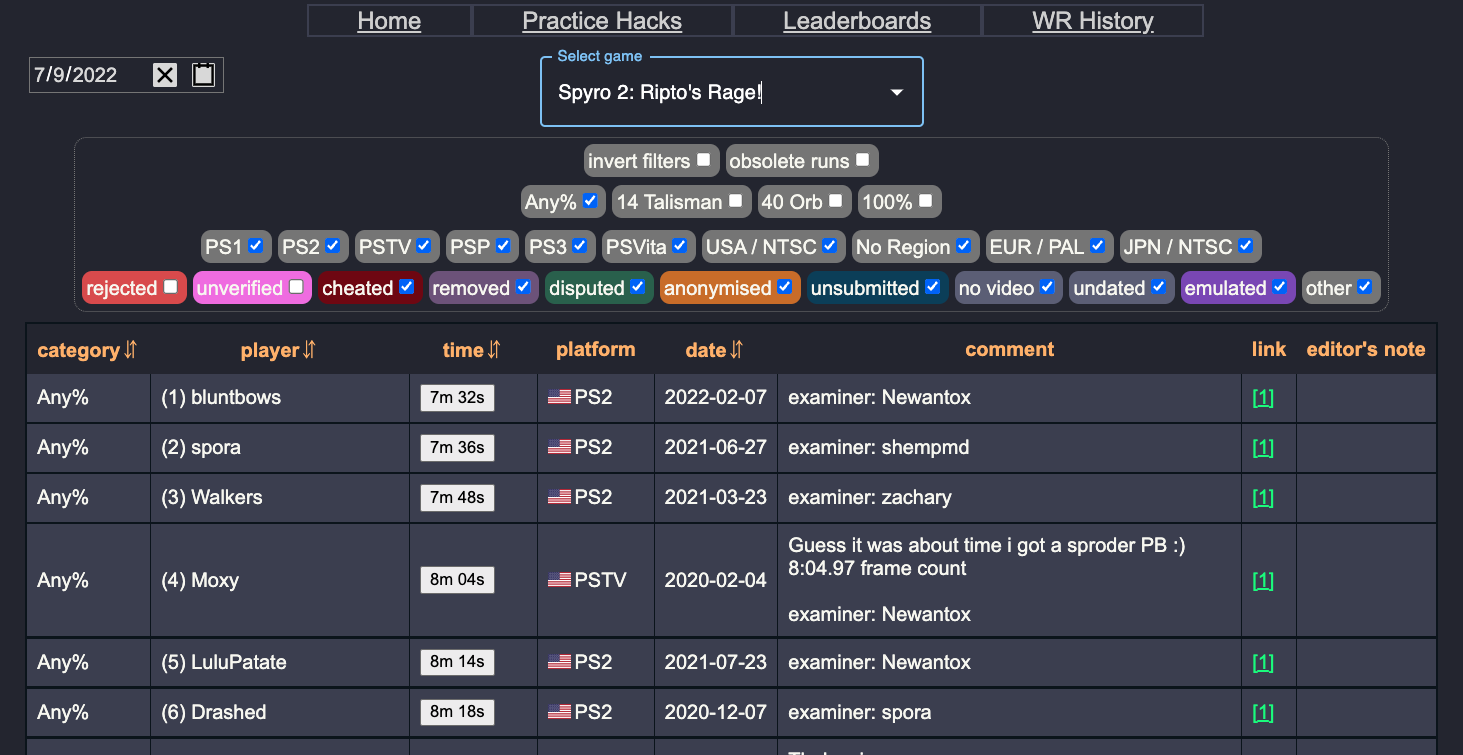 Home Practice Hacks Leaderboards WR History
Select game
7/9/2022
Spyro 2: Ripto's Rage!
invert filters obsolete runs
Any% 14 Talisman 40 Orb 100%
PS1 PS2 PSTV PSP PS3 PSVita USA / NTSC No Region EUR / PAL JPN / NTSC
rejected unverified cheated removed disputed anonymised unsubmitted no video undated emulated other
category player time platform date comment link editor's note
Any% (1) bluntbows 7m 32s PS2 2022-02-07 examiner: Newantox [1]
Any% (2) spora 7m 36s PS2 2021-06-27 examiner: shempmd [1]
Any% (3) Walkers 7m 48s PS2 2021-03-23 examiner: zachary [1]
Guess it was about time i got a sproder PB :)
8:04.97 frame count
Any% (4) Moxy 8m 04s PSTV 2020-02-04 [1]
examiner: Newantox
Any% (5) LuluPatate 8m 14s PS2 2021-07-23 examiner: Newantox [1]
Any% (6) Drashed 8m 18s PS2 2020-12-07 examiner: spora [1]